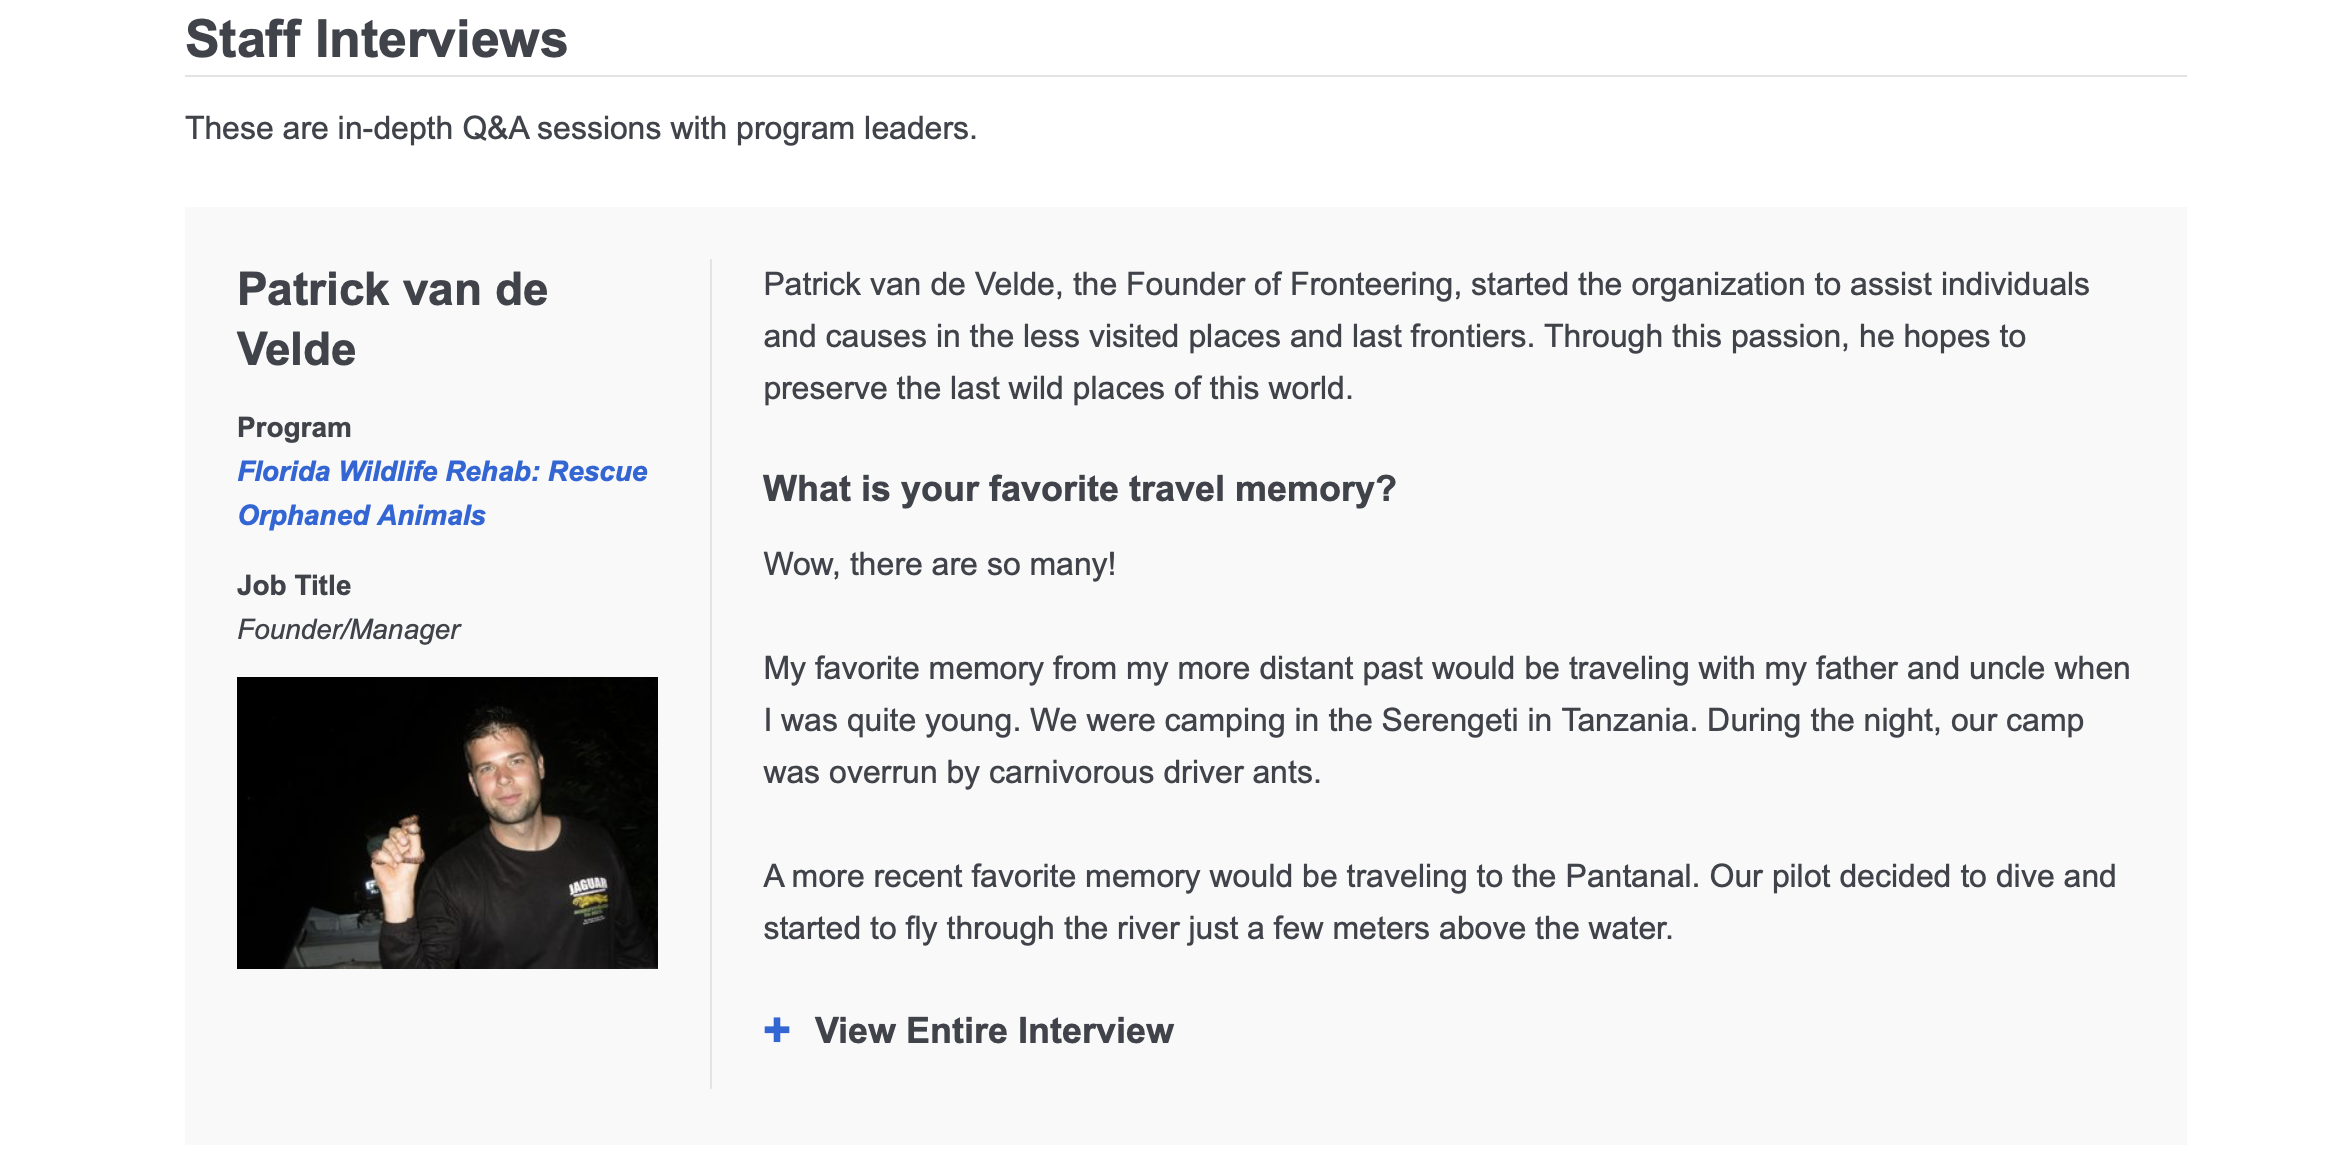 Staff Interviews
These are in-depth Q&A sessions with program leaders.
Patrick van de
Velde
Program
Florida Wildlife Rehab: Rescue
Orphaned Animals
Job Title
Founder/Manager
JAGUAR
Patrick van de Velde, the Founder of Fronteering, started the organization to assist individuals
and causes in the less visited places and last frontiers. Through this passion, he hopes to
preserve the last wild places of this world.
What is your favorite travel memory?
Wow, there are so many!
My favorite memory from my more distant past would be traveling with my father and uncle when
I was quite young. We were camping in the Serengeti in Tanzania. During the night, our camp
was overrun by carnivorous driver ants.
A more recent favorite memory would be traveling to the Pantanal. Our pilot decided to dive and
started to fly through the river just a few meters above the water.
+ View Entire Interview